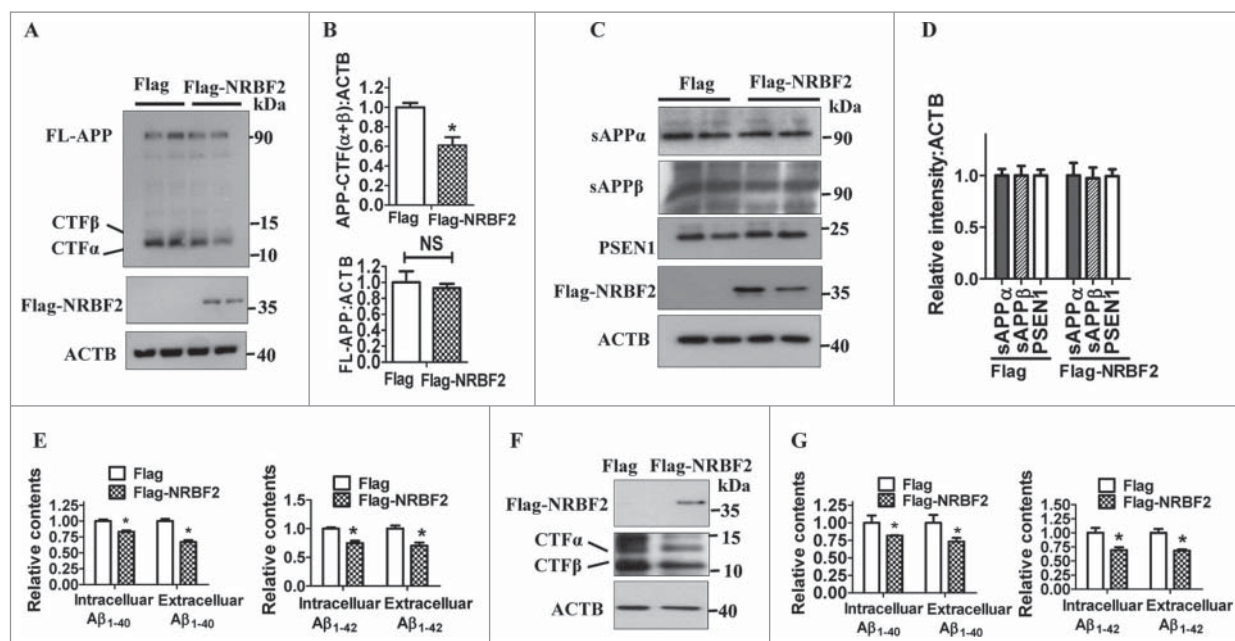 A
Flag Flag-NRBF2
kDa
FL-APP
90
15
CTFβ
CTFα
10
Flag-NRBF2
35
ACTB
40
B
APP-CTF(α+β):ACTB
1.2
1.0
0.8
0.6
0.4
0.2
0.0
*
Flag Flag-NRBF2
FL-APP:ACTB
1.2
1.0
0.8
0.6
0.4
0.2
0.0
NS
Flag Flag-NRBF2
C
Flag Flag-NRBF2
kDa
sAPPα
90
sAPPβ
90
PSEN1
25
Flag-NRBF2
35
ACTB
40
D
Relative intensity:ACTB
1.0
0.0
sAPPα
sAPPβ
PSEN1
sAPPα
sAPPβ
PSEN1
Flag Flag-NRBF2
E
Flag
Flag-NRBF2
Relative contents
1.25
1.00
0.75
0.50
0.25
0.00
* *
Intracelluar Extracelluar
Aβ1-40 Aβ1-40
Flag
Flag-NRBF2
Relative contents
1.5
1.0
0.5
0.0
* *
Intracelluar Extracelluar
Aβ1-42 Aβ1-42
F
Flag Flag-NRBF2
kDa
Flag-NRBF2
35
CTFα
15
CTFβ
10
ACTB
40
G
Flag
Flag-NRBF2
Relative contents
1.25
1.00
0.75
0.50
0.25
0.00
* *
Intracelluar Extracelluar
Aβ1-40 Aβ1-40
Flag
Flag-NRBF2
Relative contents
1.50
1.25
1.00
0.75
0.50
0.25
0.00
* *
Intracelluar Extracelluar
Aβ1-42 Aβ1-42